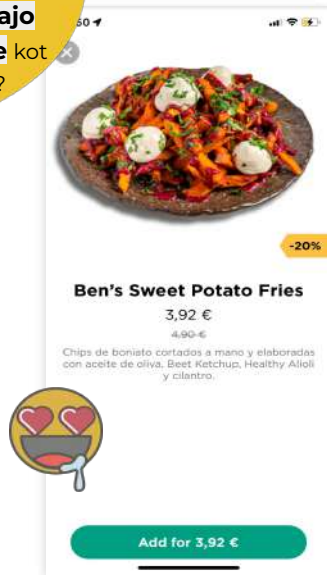 ajo
e kot
?
50
-20%
Ben's Sweet Potato Fries
3,92 €
4,90 €
Chips de boniato cortados a mano y elaboradas
con aceite de oliva, Beet Ketchup, Healthy Alioli
y cilantro.
Add for 3,92 €